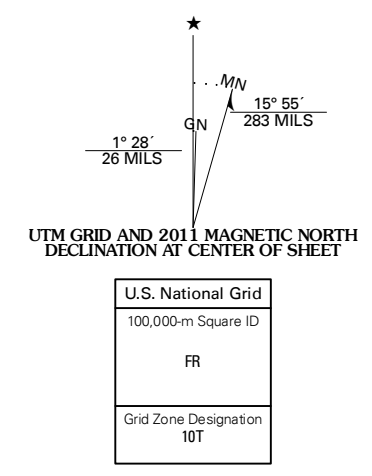 ★
MN
GN
15° 55´
283 MILS
1° 28´
26 MILS
UTM GRID AND 2011 MAGNETIC NORTH
DECLINATION AT CENTER OF SHEET
U.S. National Grid
100,000-m Square ID
FR
Grid Zone Designation
10T